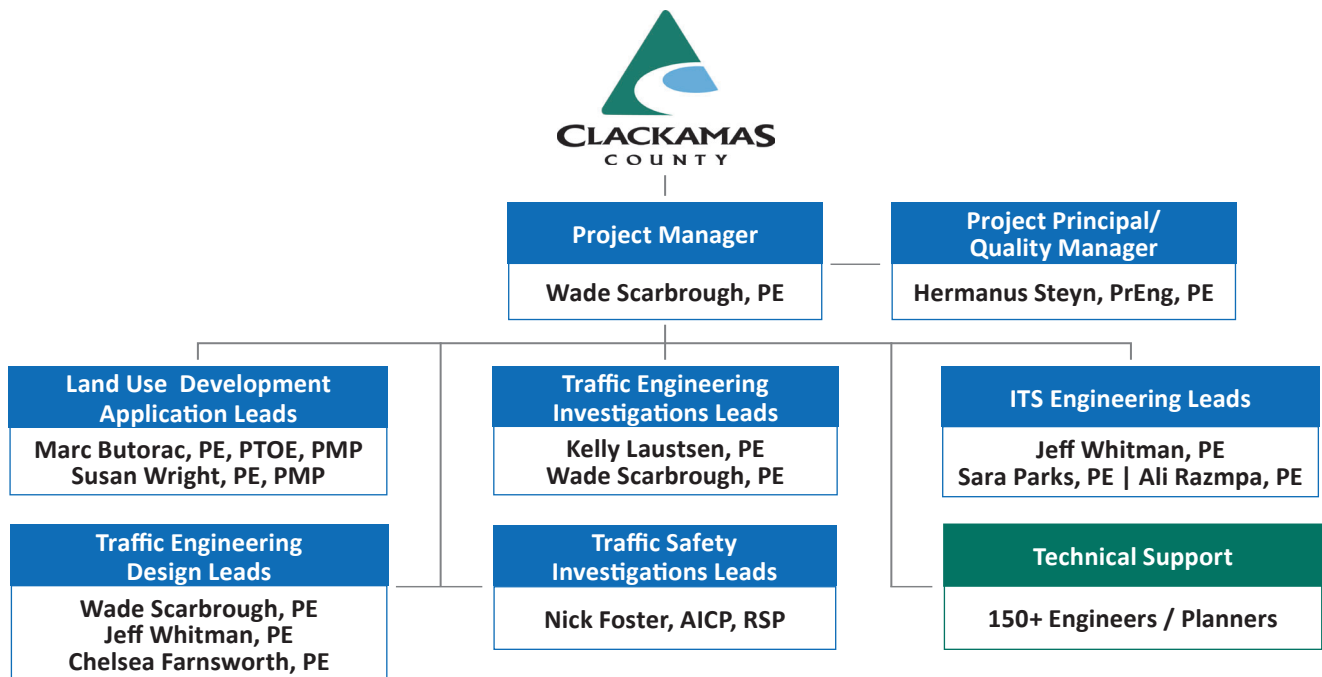 CLACKAMAS
COUNTY
Project Manager
Wade Scarbrough, PE
Project Principal/
Quality Manager
Hermanus Steyn, PrEng, PE
Land Use Development
Application Leads
Marc Butorac, PE, PTOE, PMP
Susan Wright, PE, PMP
Traffic Engineering
Investigations Leads
Kelly Laustsen, PE
Wade Scarbrough, PE
ITS Engineering Leads
Jeff Whitman, PE
Sara Parks, PE | Ali Razmpa, PE
Traffic Engineering
Design Leads
Wade Scarbrough, PE
Jeff Whitman, PE
Chelsea Farnsworth, PE
Traffic Safety
Investigations Leads
Nick Foster, AICP, RSP
Technical Support
150+ Engineers / Planners